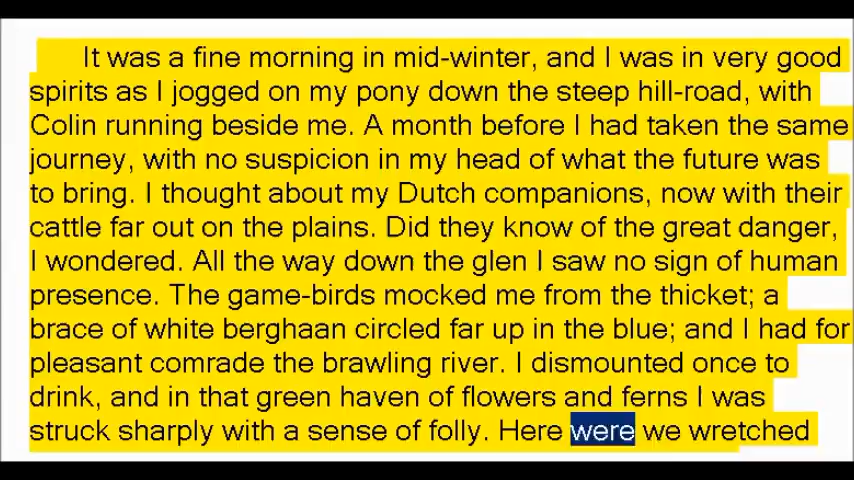 It was a fine morning in mid-winter, and I was in very good
spirits as I jogged on my pony down the steep hill-road, with
Colin running beside me. A month before I had taken the same
journey, with no suspicion in my head of what the future was
to bring. I thought about my Dutch companions, now with their
cattle far out on the plains. Did they know of the great danger,
I wondered. All the way down the glen I saw no sign of human
presence. The game-birds mocked me from the thicket; a
brace of white berghaan circled far up in the blue; and I had for
pleasant comrade the brawling river. I dismounted once to
drink, and in that green haven of flowers and ferns I was
struck sharply with a sense of folly. Here were we wretched